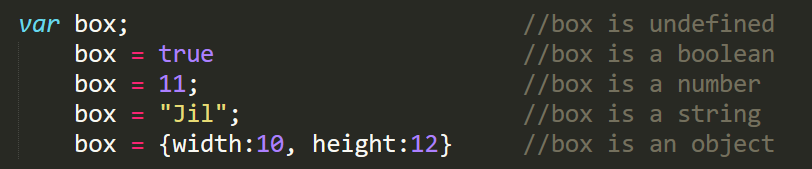 var box; //box is undefined
box = true //box is a boolean
box = 11; //box is a number
box = "Jil"; //box is a string
box = {width:10, height:12} //box is an object